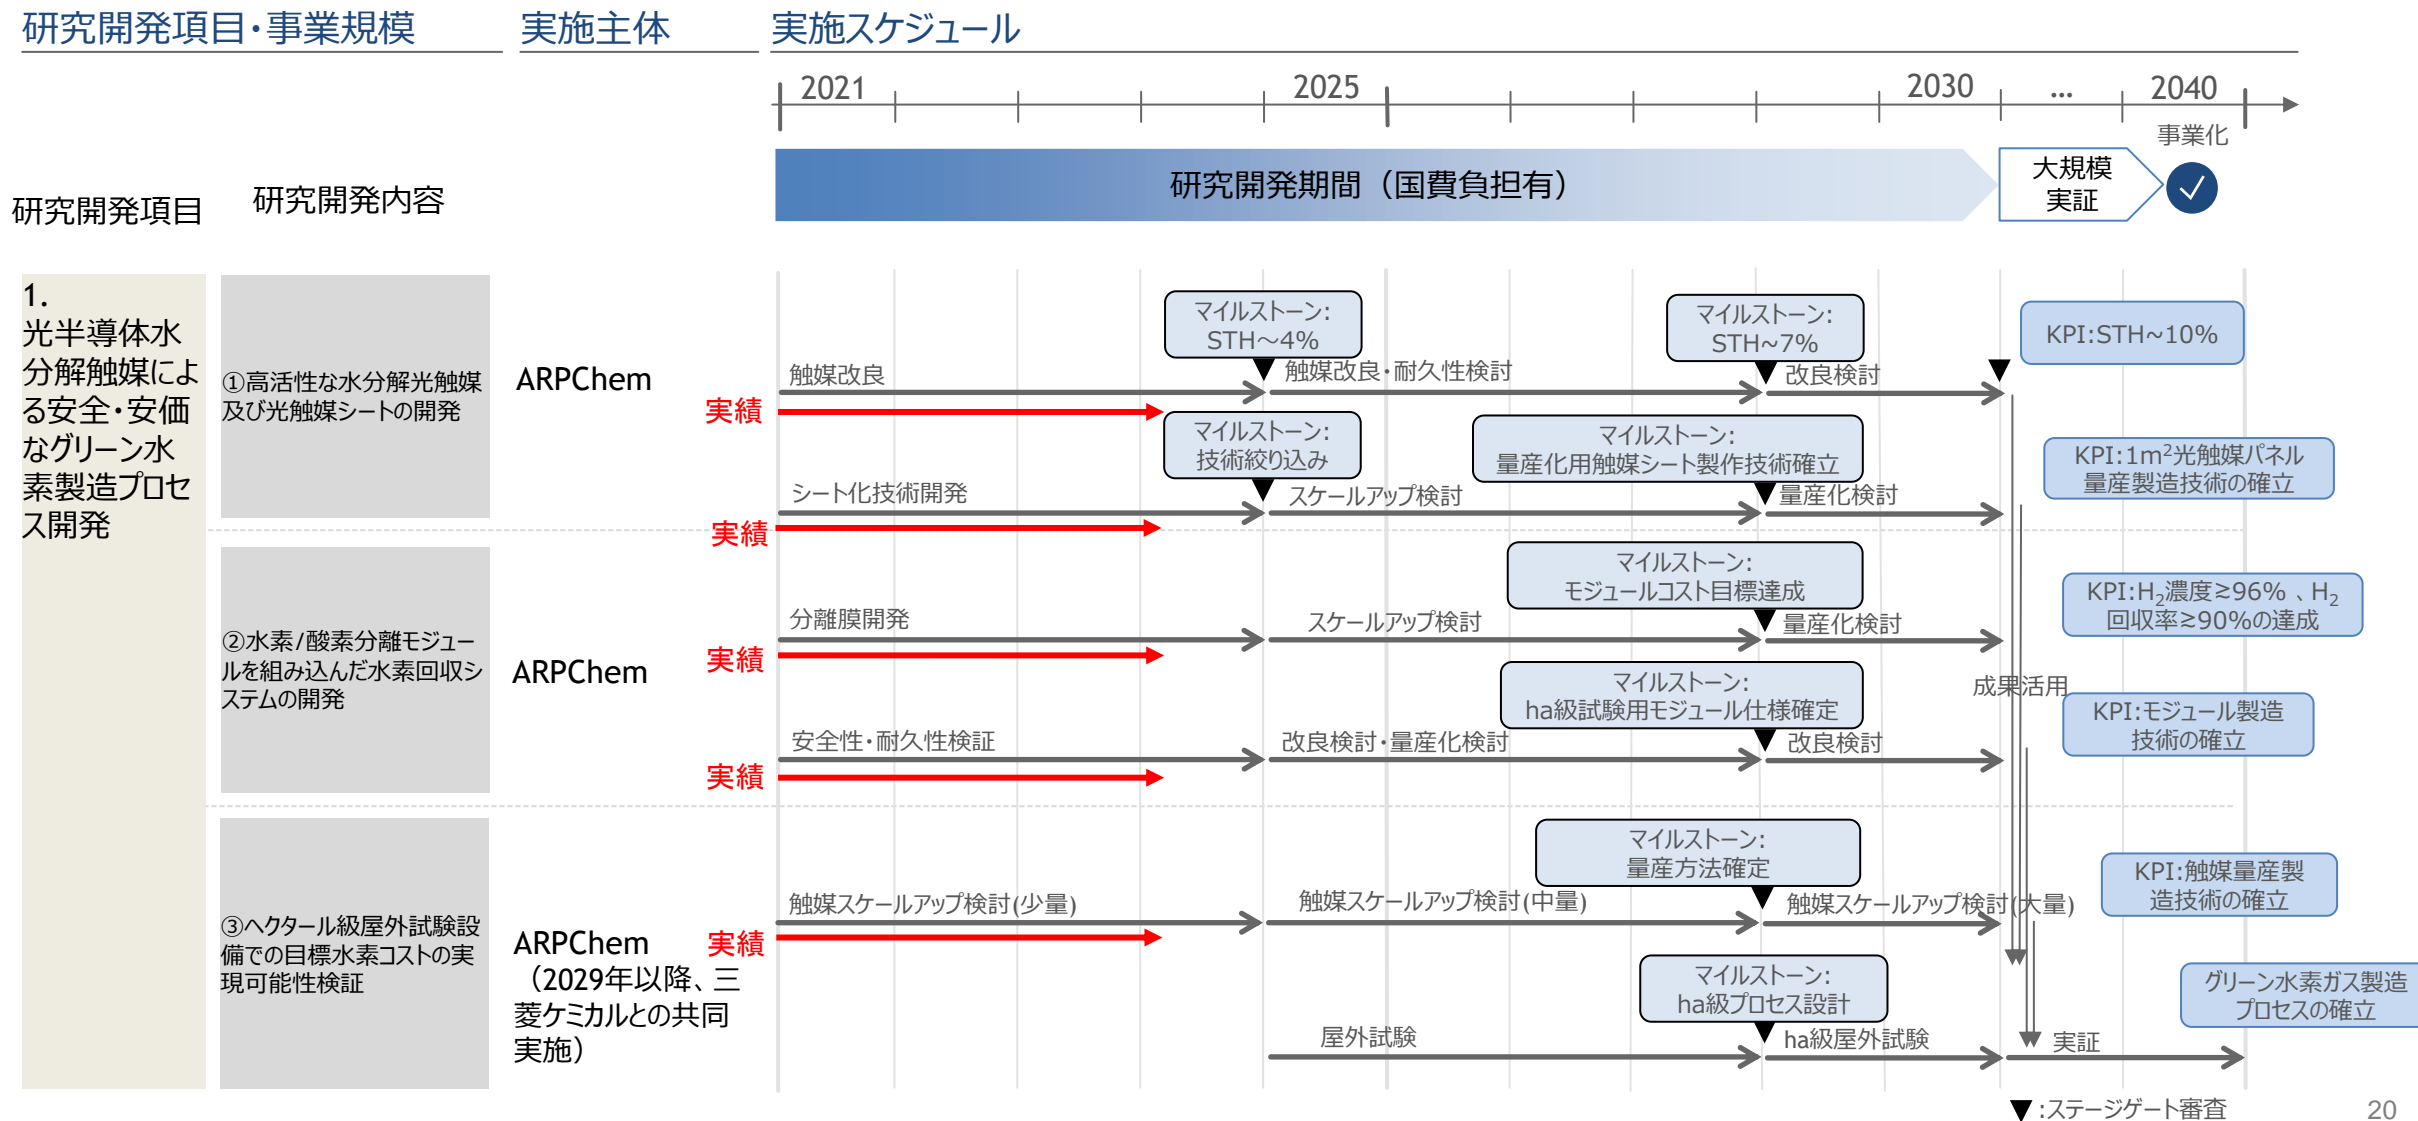 研究開発項目・事業規模
実施主体
実施スケジュール
2021
2025
2030
...
2040
事業化
研究開発期間（国費負担有）
大規模
実証
研究開発項目
研究開発内容
1.
光半導体水
分解触媒によ
る安全・安価
なグリーン水
素製造プロセ
ス開発
①高活性な水分解光触媒
及び光触媒シートの開発
ARPChem
マイルストーン:
STH～4%
マイルストーン:
STH~7%
KPI:STH~10%
触媒改良
触媒改良・耐久性検討
改良検討
実績
マイルストーン:
技術絞り込み
マイルストーン:
量産化用触媒シート製作技術確立
KPI:1m²光触媒パネル
量産製造技術の確立
シート化技術開発
スケールアップ検討
量産化検討
実績
②水素/酸素分離モジュー
ルを組み込んだ水素回収シ
ステムの開発
ARPChem
マイルストーン:
モジュールコスト目標達成
KPI:H₂濃度≥96% 、H₂
回収率≥90%の達成
分離膜開発
スケールアップ検討
量産化検討
実績
マイルストーン:
ha級試験用モジュール仕様確定
成果活用
KPI:モジュール製造
技術の確立
安全性・耐久性検証
改良検討・量産化検討
改良検討
実績
③ヘクタール級屋外試験設
備での目標水素コストの実
現可能性検証
ARPChem
（2029年以降、三
菱ケミカルとの共同
実施）
マイルストーン:
量産方法確定
KPI:触媒量産製
造技術の確立
触媒スケールアップ検討(少量)
触媒スケールアップ検討(中量)
触媒スケールアップ検討(大量)
実績
マイルストーン:
ha級プロセス設計
グリーン水素ガス製造
プロセスの確立
屋外試験
ha級屋外試験
実証
▼:ステージゲート審査
20